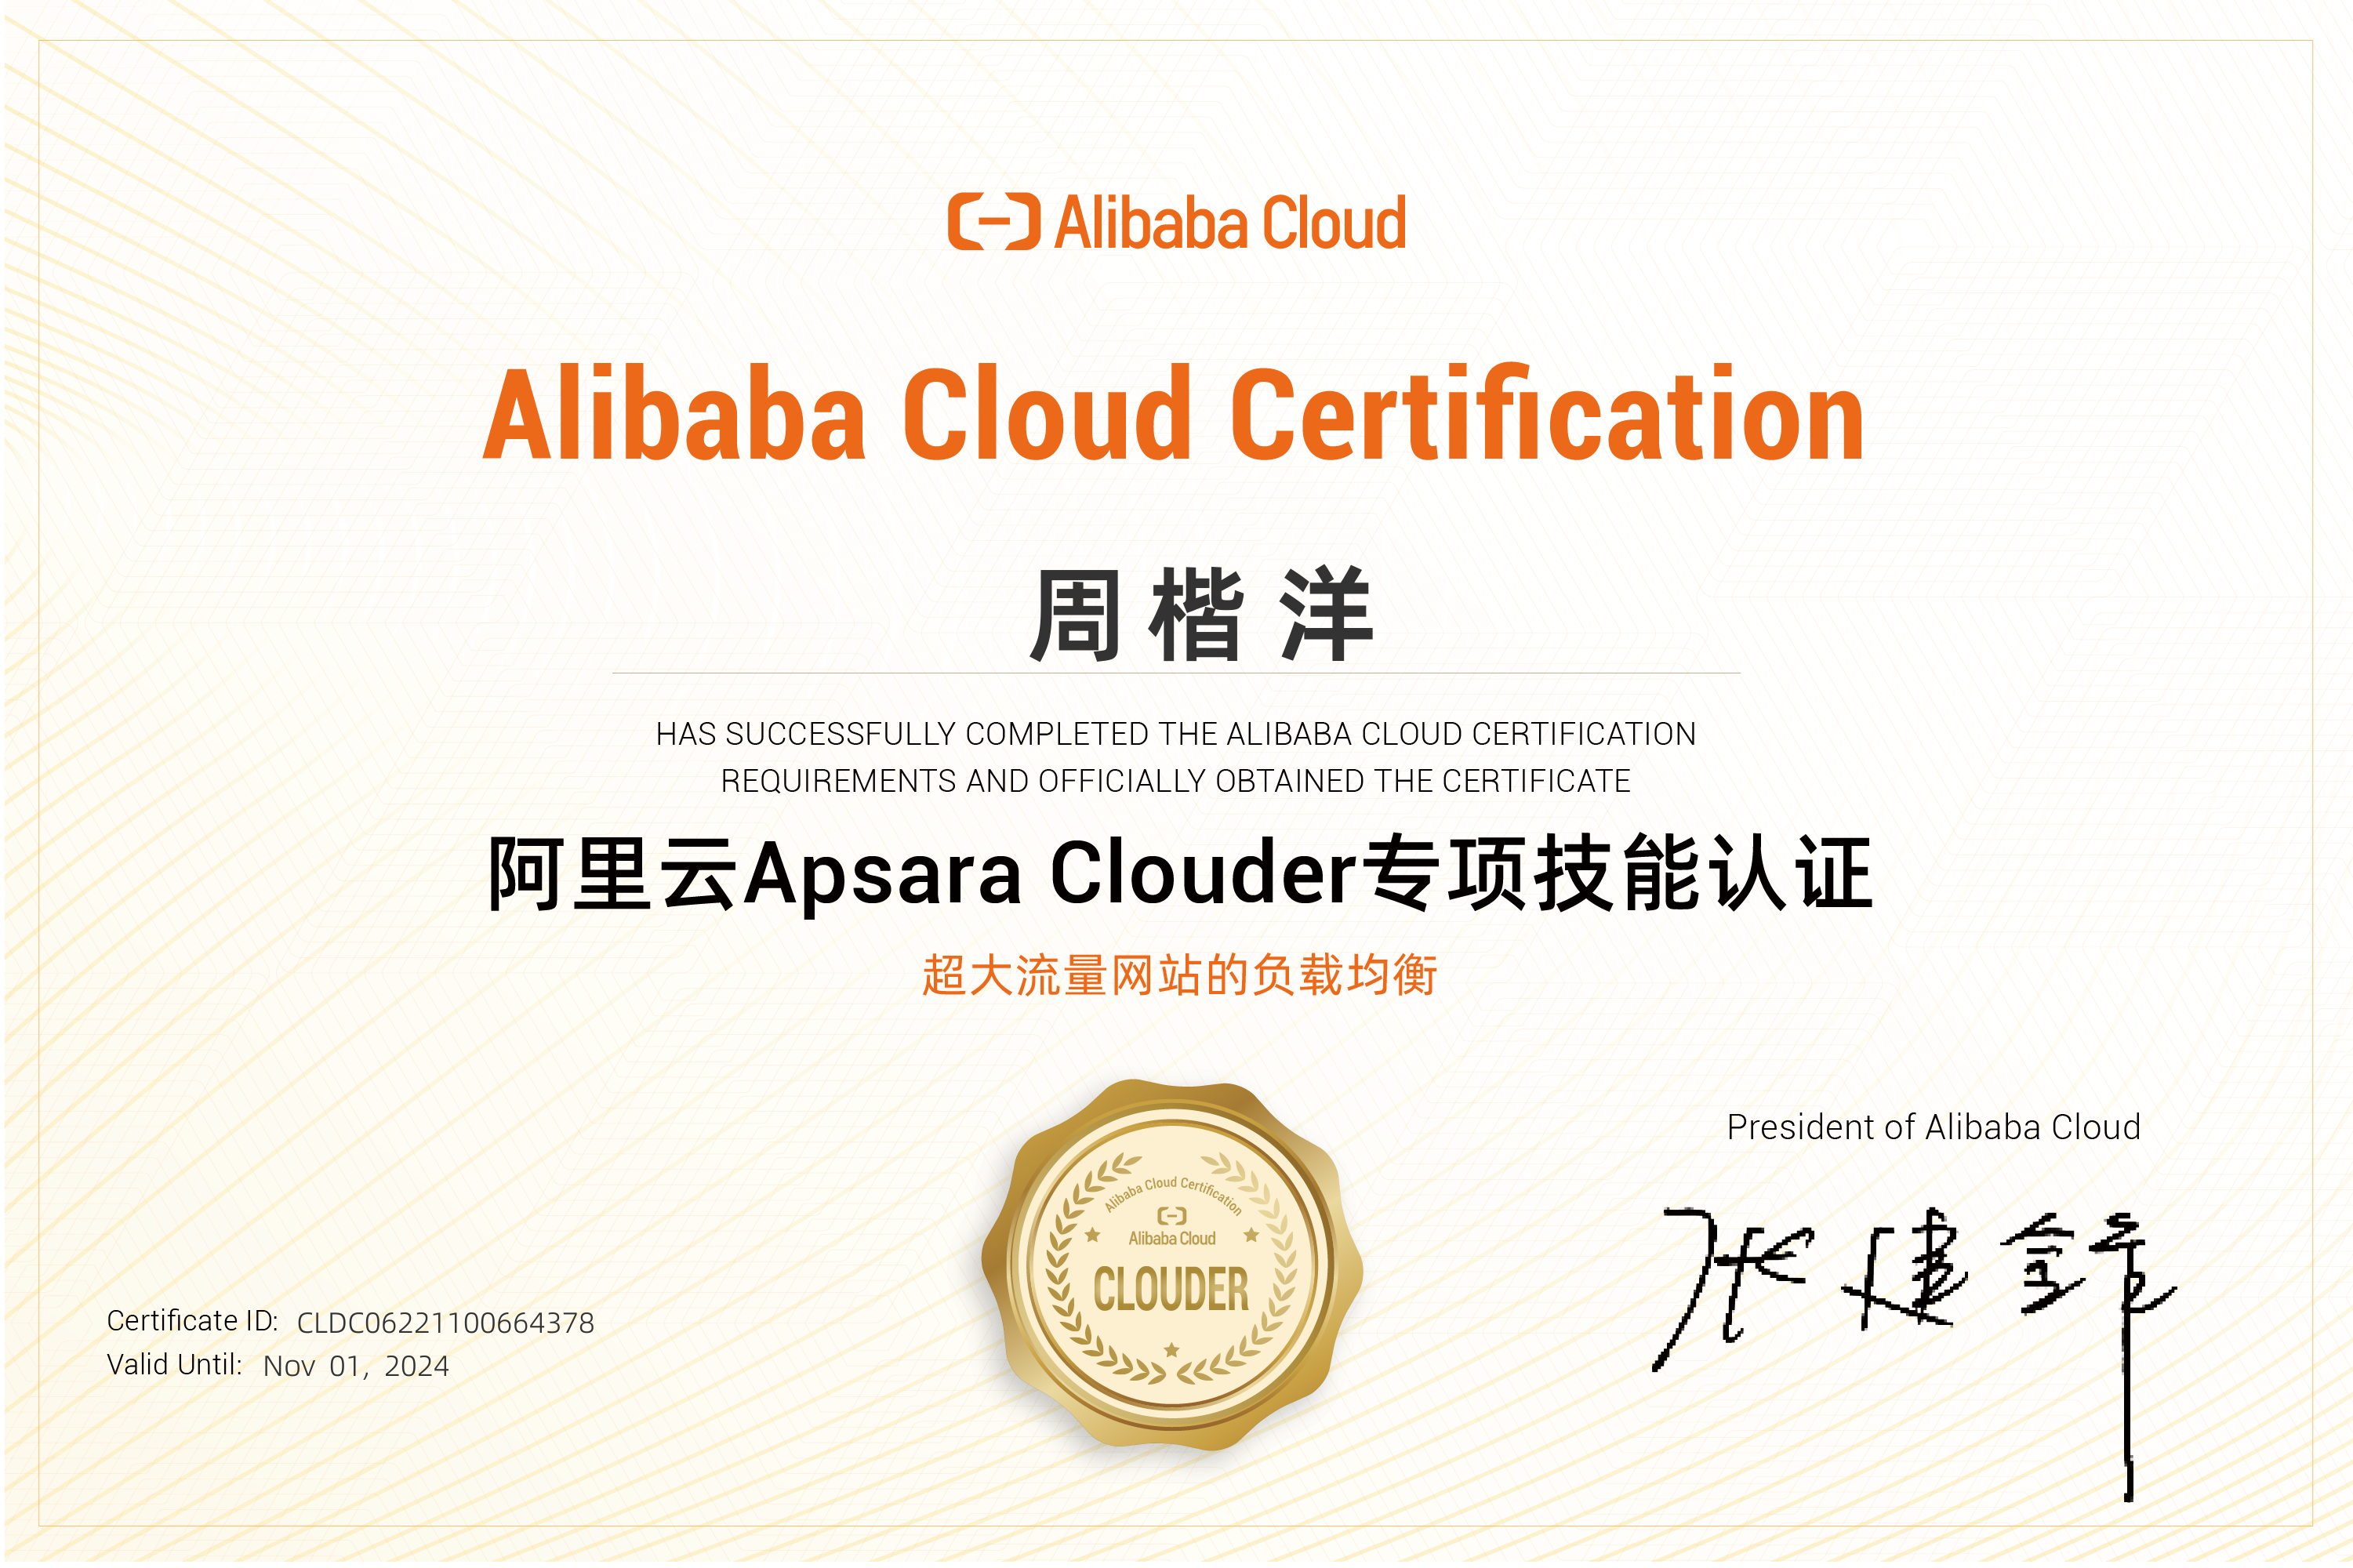 Alibaba Cloud
Alibaba Cloud Certification
周楷洋
HAS SUCCESSFULLY COMPLETED THE ALIBABA CLOUD CERTIFICATION
REQUIREMENTS AND OFFICIALLY OBTAINED THE CERTIFICATE
阿里云Apsara Clouder专项技能认证
超大流量网站的负载均衡
Alibaba Cloud Certification
Alibaba Cloud
CLOUDER
President of Alibaba Cloud
Certificate ID: CLDC06221100664378
Valid Until: Nov 01, 2024